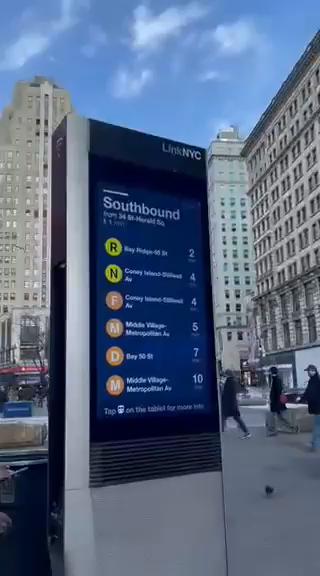 LinkNYC
Southbound
from 34 St-Herald Sq
R Bay Ridge-95 St 2
N Coney Island-Stillwell
Av 4
F Coney Island-Stillwell
Av 4
M Middle Village-
Metropolitan Av 5
D Bay 50 St 7
M Middle Village-
Metropolitan Av 10
Tap on the tablet for more info